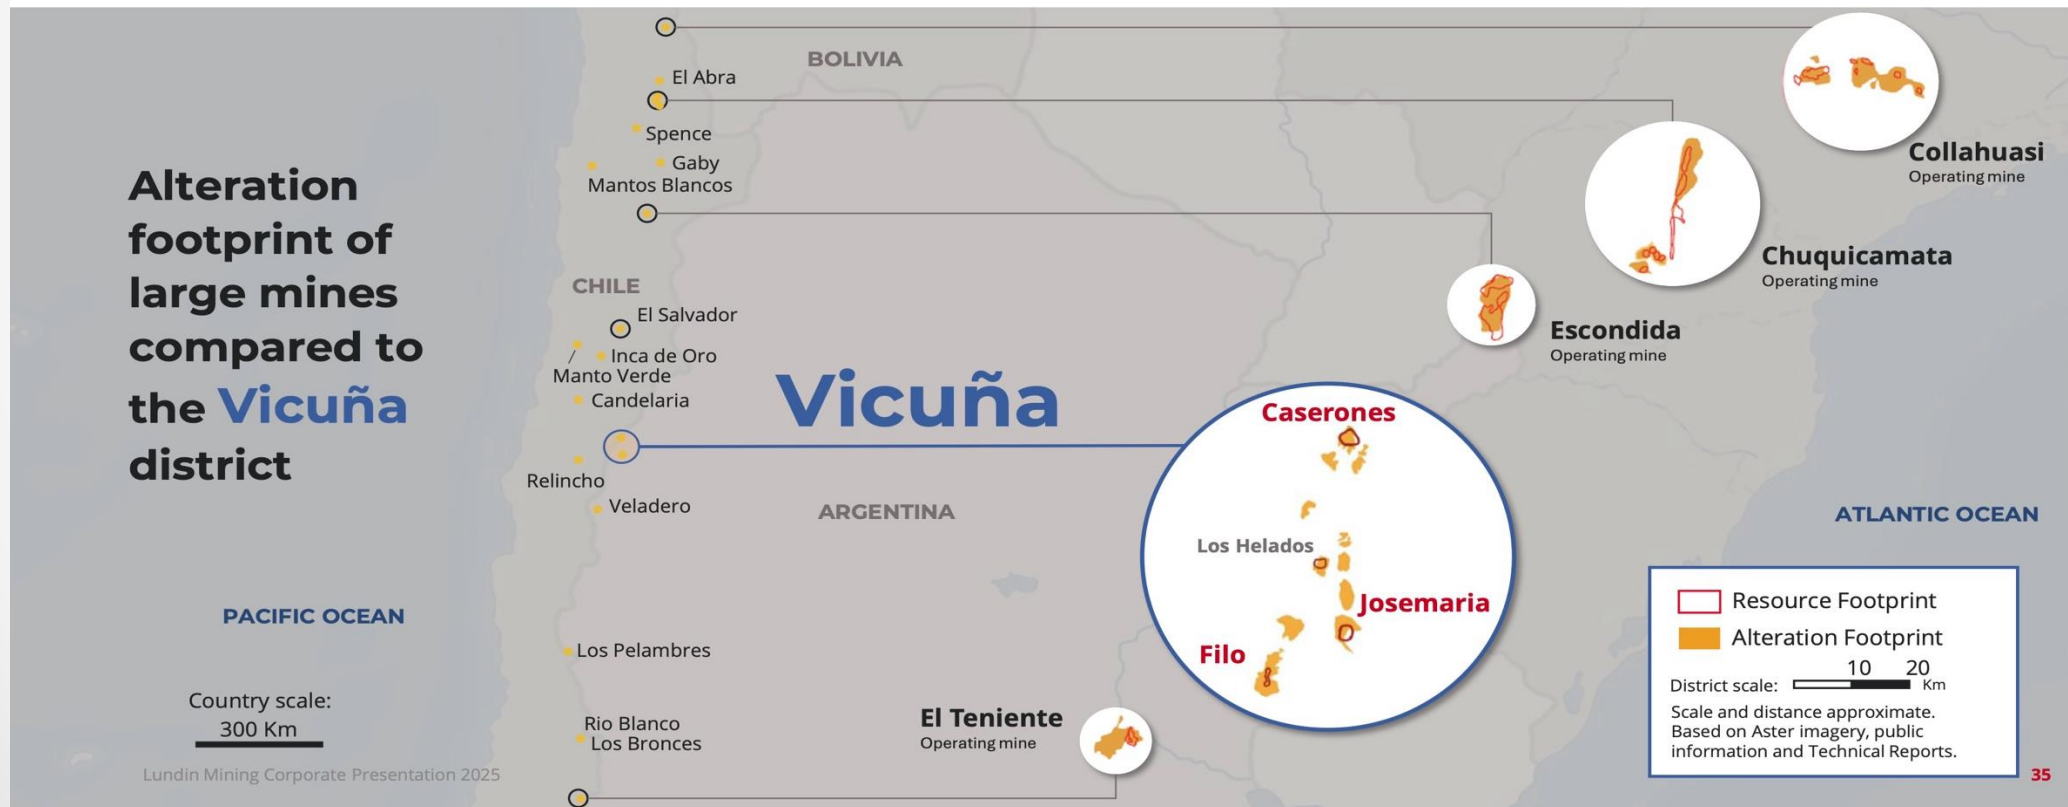 Alteration
footprint of
large mines
compared to
the Vicuña
district
BOLIVIA
El Abra
Spence
Gaby
Mantos Blancos
CHILE
El Salvador
Inca de Oro
Manto Verde
Candelaria
Relincho
Veladero
Vicuña
ARGENTINA
PACIFIC OCEAN
Los Pelambres
Rio Blanco
Los Bronces
Country scale:
300 Km
Lundin Mining Corporate Presentation 2025
Collahuasi
Operating mine
Chuquicamata
Operating mine
Escondida
Operating mine
Caserones
Los Helados
Josemaria
Filo
El Teniente
Operating mine
ATLANTIC OCEAN
Resource Footprint
Alteration Footprint
10 20
District scale: Km
Scale and distance approximate.
Based on Aster imagery, public
information and Technical Reports.
35